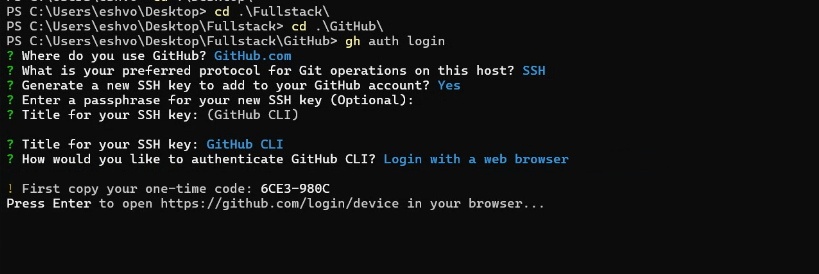 PS C:\Users\eshvo\Desktop> cd .\Fullstack\
PS C:\Users\eshvo\Desktop\Fullstack> cd .\GitHub\
PS C:\Users\eshvo\Desktop\Fullstack\GitHub> gh auth login
? Where do you use GitHub? GitHub.com
? What is your preferred protocol for Git operations on this host? SSH
? Generate a new SSH key to add to your GitHub account? Yes
? Enter a passphrase for your new SSH key (Optional):
? Title for your SSH key: (GitHub CLI)
? Title for your SSH key: GitHub CLI
? How would you like to authenticate GitHub CLI? Login with a web browser
! First copy your one-time code: 6CE3-980C
Press Enter to open https://github.com/login/device in your browser...